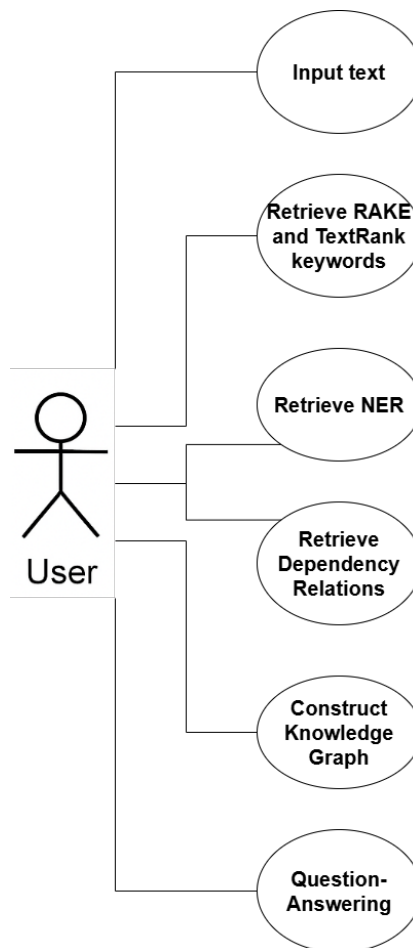 Input text
Retrieve RAKE
and TextRank
keywords
Retrieve NER
Retrieve
Dependency
Relations
User
Construct
Knowledge
Graph
Question-
Answering